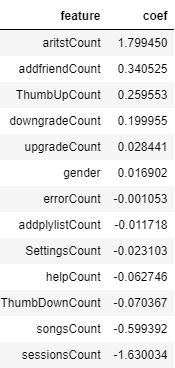 feature coef
aritstCount 1.799450
addfriendCount 0.340525
ThumbUpCount 0.259553
downgradeCount 0.199955
upgradeCount 0.028441
gender 0.016902
errorCount -0.001053
addplylistCount -0.011718
SettingsCount -0.023103
helpCount -0.062746
ThumbDownCount -0.070367
songsCount -0.599392
sessionsCount -1.630034